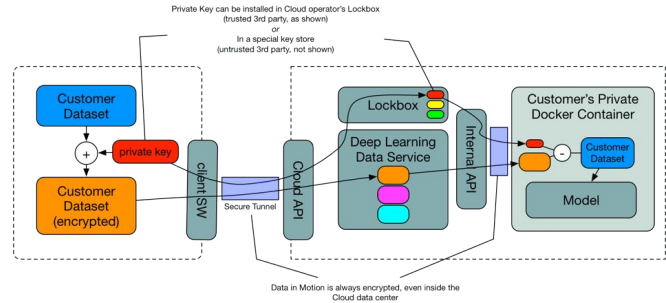 Private Key can be installed in Cloud operator's Lockbox
(trusted 3rd party, as shown)
or
In a special key store
(untrusted 3rd party, not shown)
Customer
Dataset
+
private key
Customer
Dataset
(encrypted)
client SW
Secure Tunnel
Cloud API
Lockbox
Deep Learning
Data Service
Internal API
Customer's Private
Docker Container
-
Customer
Dataset
Model
Data in Motion is always encrypted, even inside the
Cloud data center